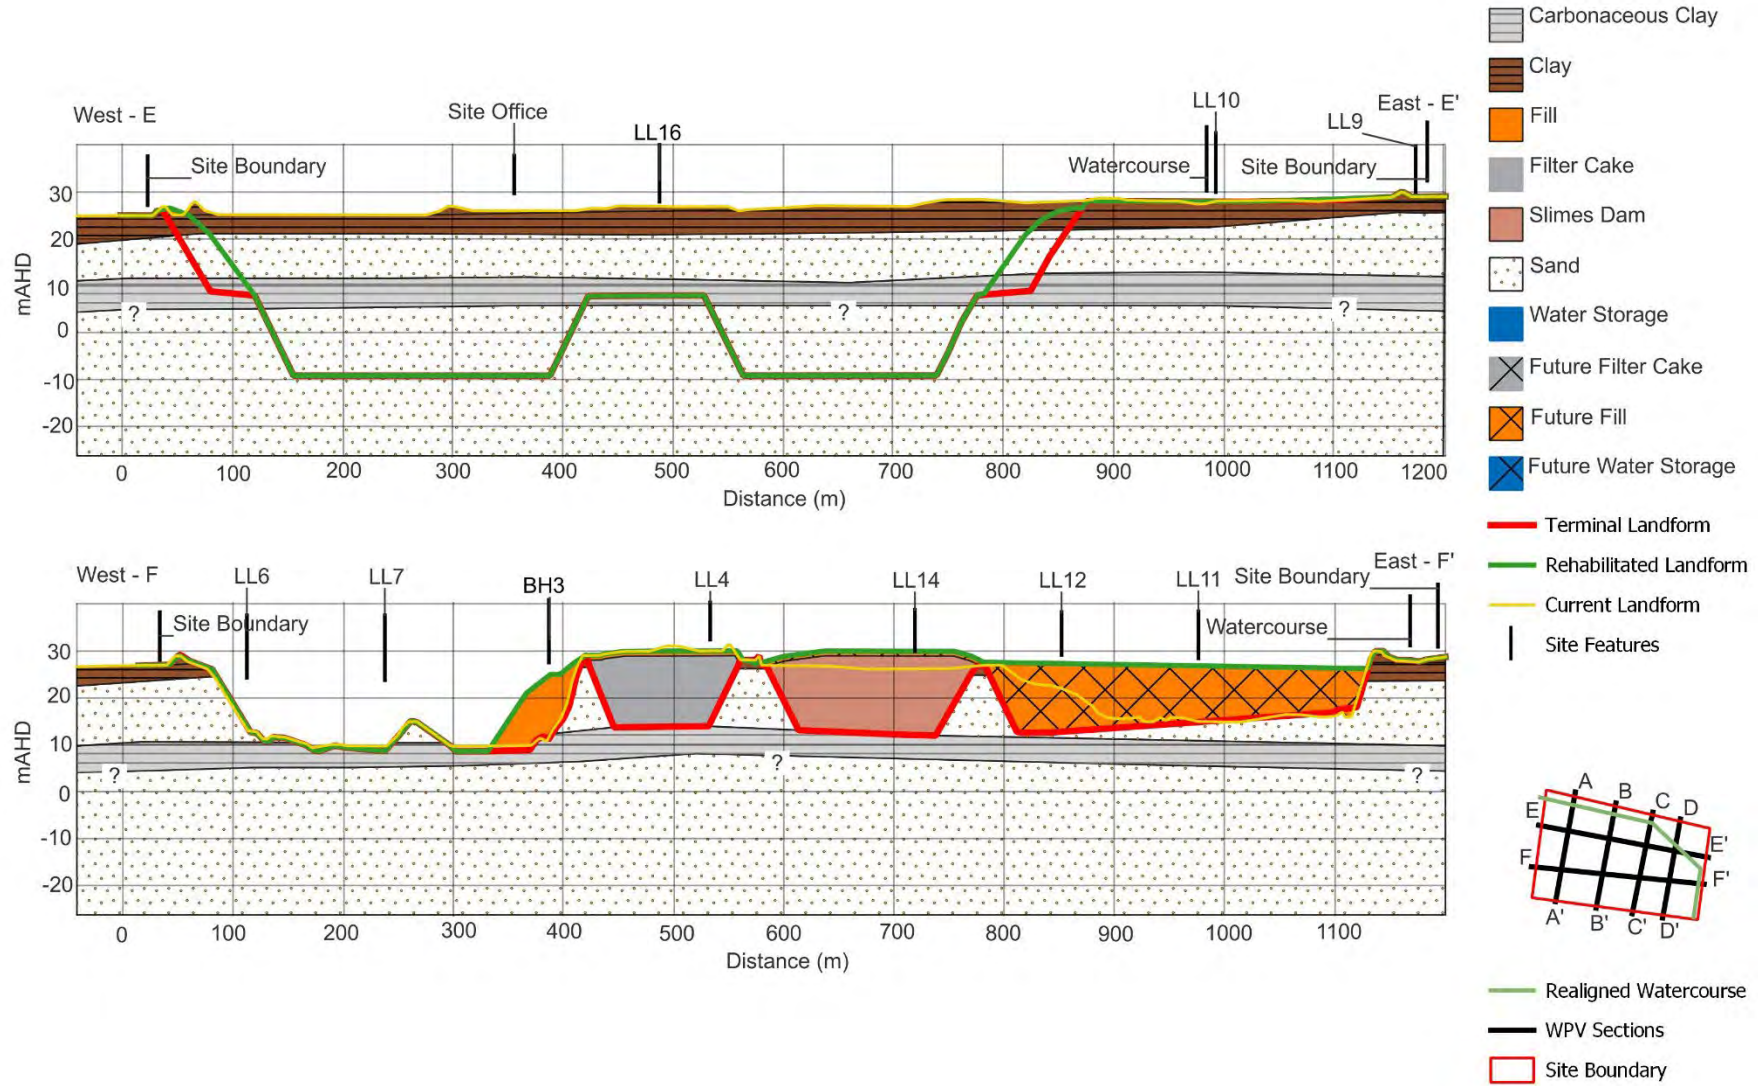 West - E
Site Office
LL16
LL10
LL9
East - E'
Site Boundary
Watercourse
Site Boundary
30
20
10
0
-10
-20
mAHD
?
?
?
0
100
200
300
400
500
600
700
800
900
1000
1100
1200
Distance (m)
West - F
LL6
LL7
BH3
LL4
LL14
LL12
LL11
Site Boundary
East - F'
Site Boundary
Watercourse
30
20
10
0
-10
-20
mAHD
?
?
?
0
100
200
300
400
500
600
700
800
900
1000
1100
Distance (m)
Carbonaceous Clay
Clay
Fill
Filter Cake
Slimes Dam
Sand
Water Storage
Future Filter Cake
Future Fill
Future Water Storage
Terminal Landform
Rehabilitated Landform
Current Landform
Site Features
A
B
C
D
E
E'
F
F'
A'
B'
C'
D'
Realigned Watercourse
WPV Sections
Site Boundary